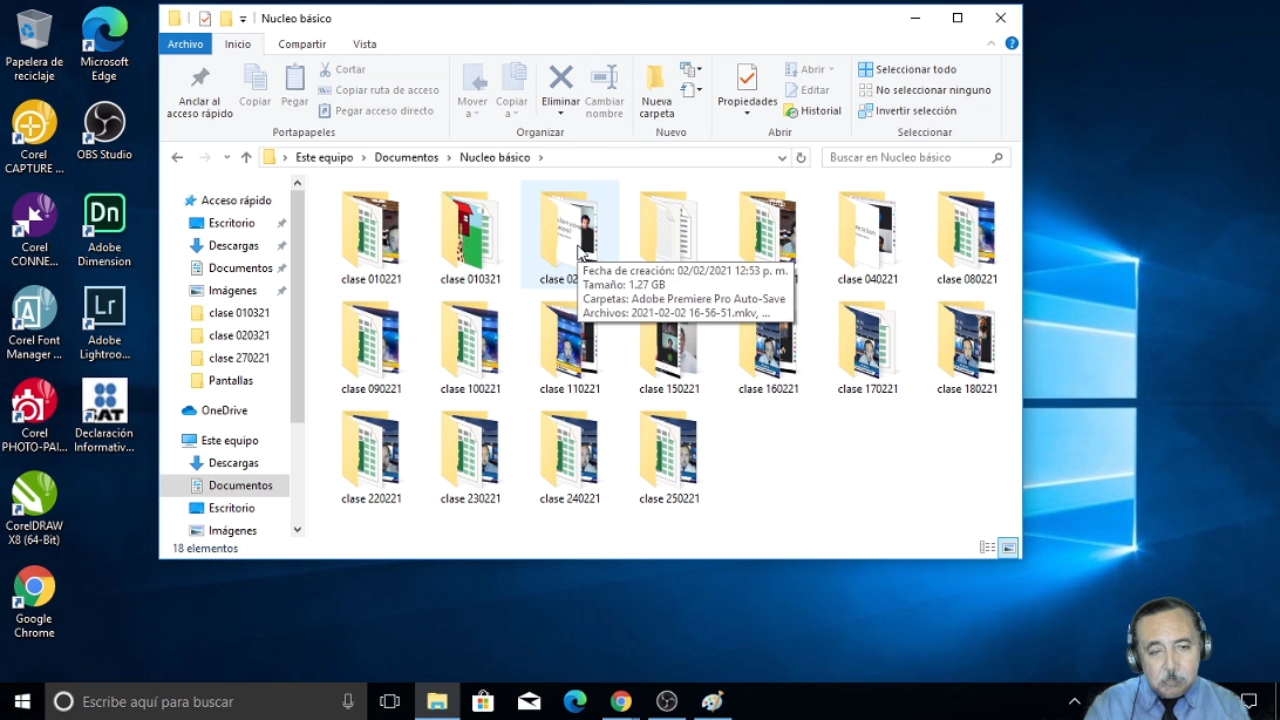 Papelera de
reciclaje
Microsoft
Edge
Corel
CAPTURE ...
OBS Studio
Corel
CONNE...
Adobe
Dimension
Corel Font
Manager ...
Adobe
Lightroo...
Corel
PHOTO-PAI...
Declaración
Informativ...
CorelDRAW
X8 (64-Bit)
Google
Chrome
Nucleo básico
Archivo
Inicio
Compartir
Vista
Anclar al
acceso rápido
Copiar
Pegar
Cortar
Copiar ruta de acceso
Pegar acceso directo
Portapapeles
Mover
a
Copiar
a
Eliminar
Cambiar
nombre
Organizar
Nueva
carpeta
Nuevo
Propiedades
Abrir
Editar
Historial
Abrir
Seleccionar todo
No seleccionar ninguno
Invertir selección
Seleccionar
Este equipo > Documentos > Nucleo básico >
Buscar en Nucleo básico
Acceso rápido
Escritorio
Descargas
Documentos
Imágenes
clase 010321
clase 020321
clase 270221
Pantallas
OneDrive
Este equipo
Descargas
Documentos
Escritorio
Imágenes
clase 010221
clase 010321
clase 02
clase 040221
clase 080221
Fecha de creación: 02/02/2021 12:53 p. m.
Tamaño: 1.27 GB
Carpetas: Adobe Premiere Pro Auto-Save
Archivos: 2021-02-02 16-56-51.mkv, ...
clase 090221
clase 100221
clase 110221
clase 150221
clase 160221
clase 170221
clase 180221
clase 220221
clase 230221
clase 240221
clase 250221
18 elementos
Escribe aquí para buscar